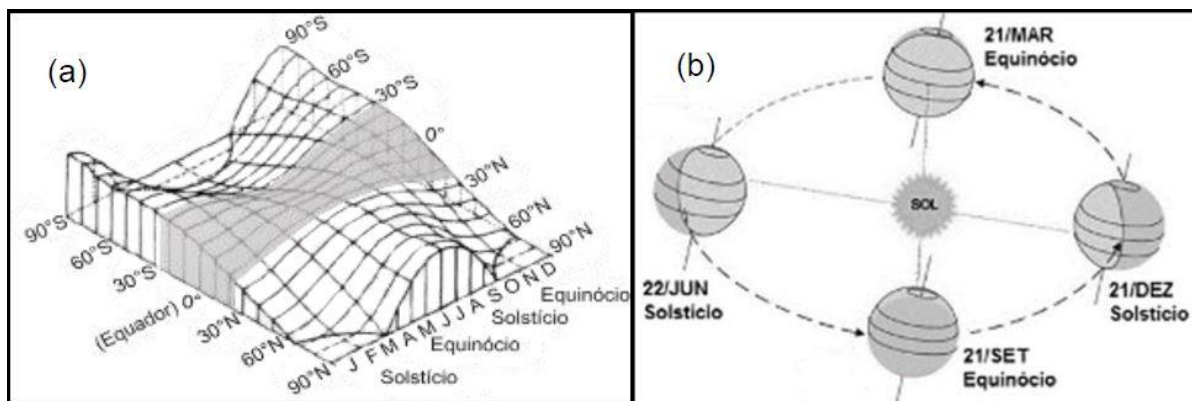 (a)
90°S
60°S
30°S
0°
30°N
60°N
90°N
90°S
60°S
30°S
(Equador) 0°
30°N
60°N
90°N
J F M A M J J A S O N D
Equinócio
Solstício
Equinócio
Solstício
(b)
21/MAR
Equinócio
SOL
22/JUN
Solstício
21/DEZ
Solstício
21/SET
Equinócio